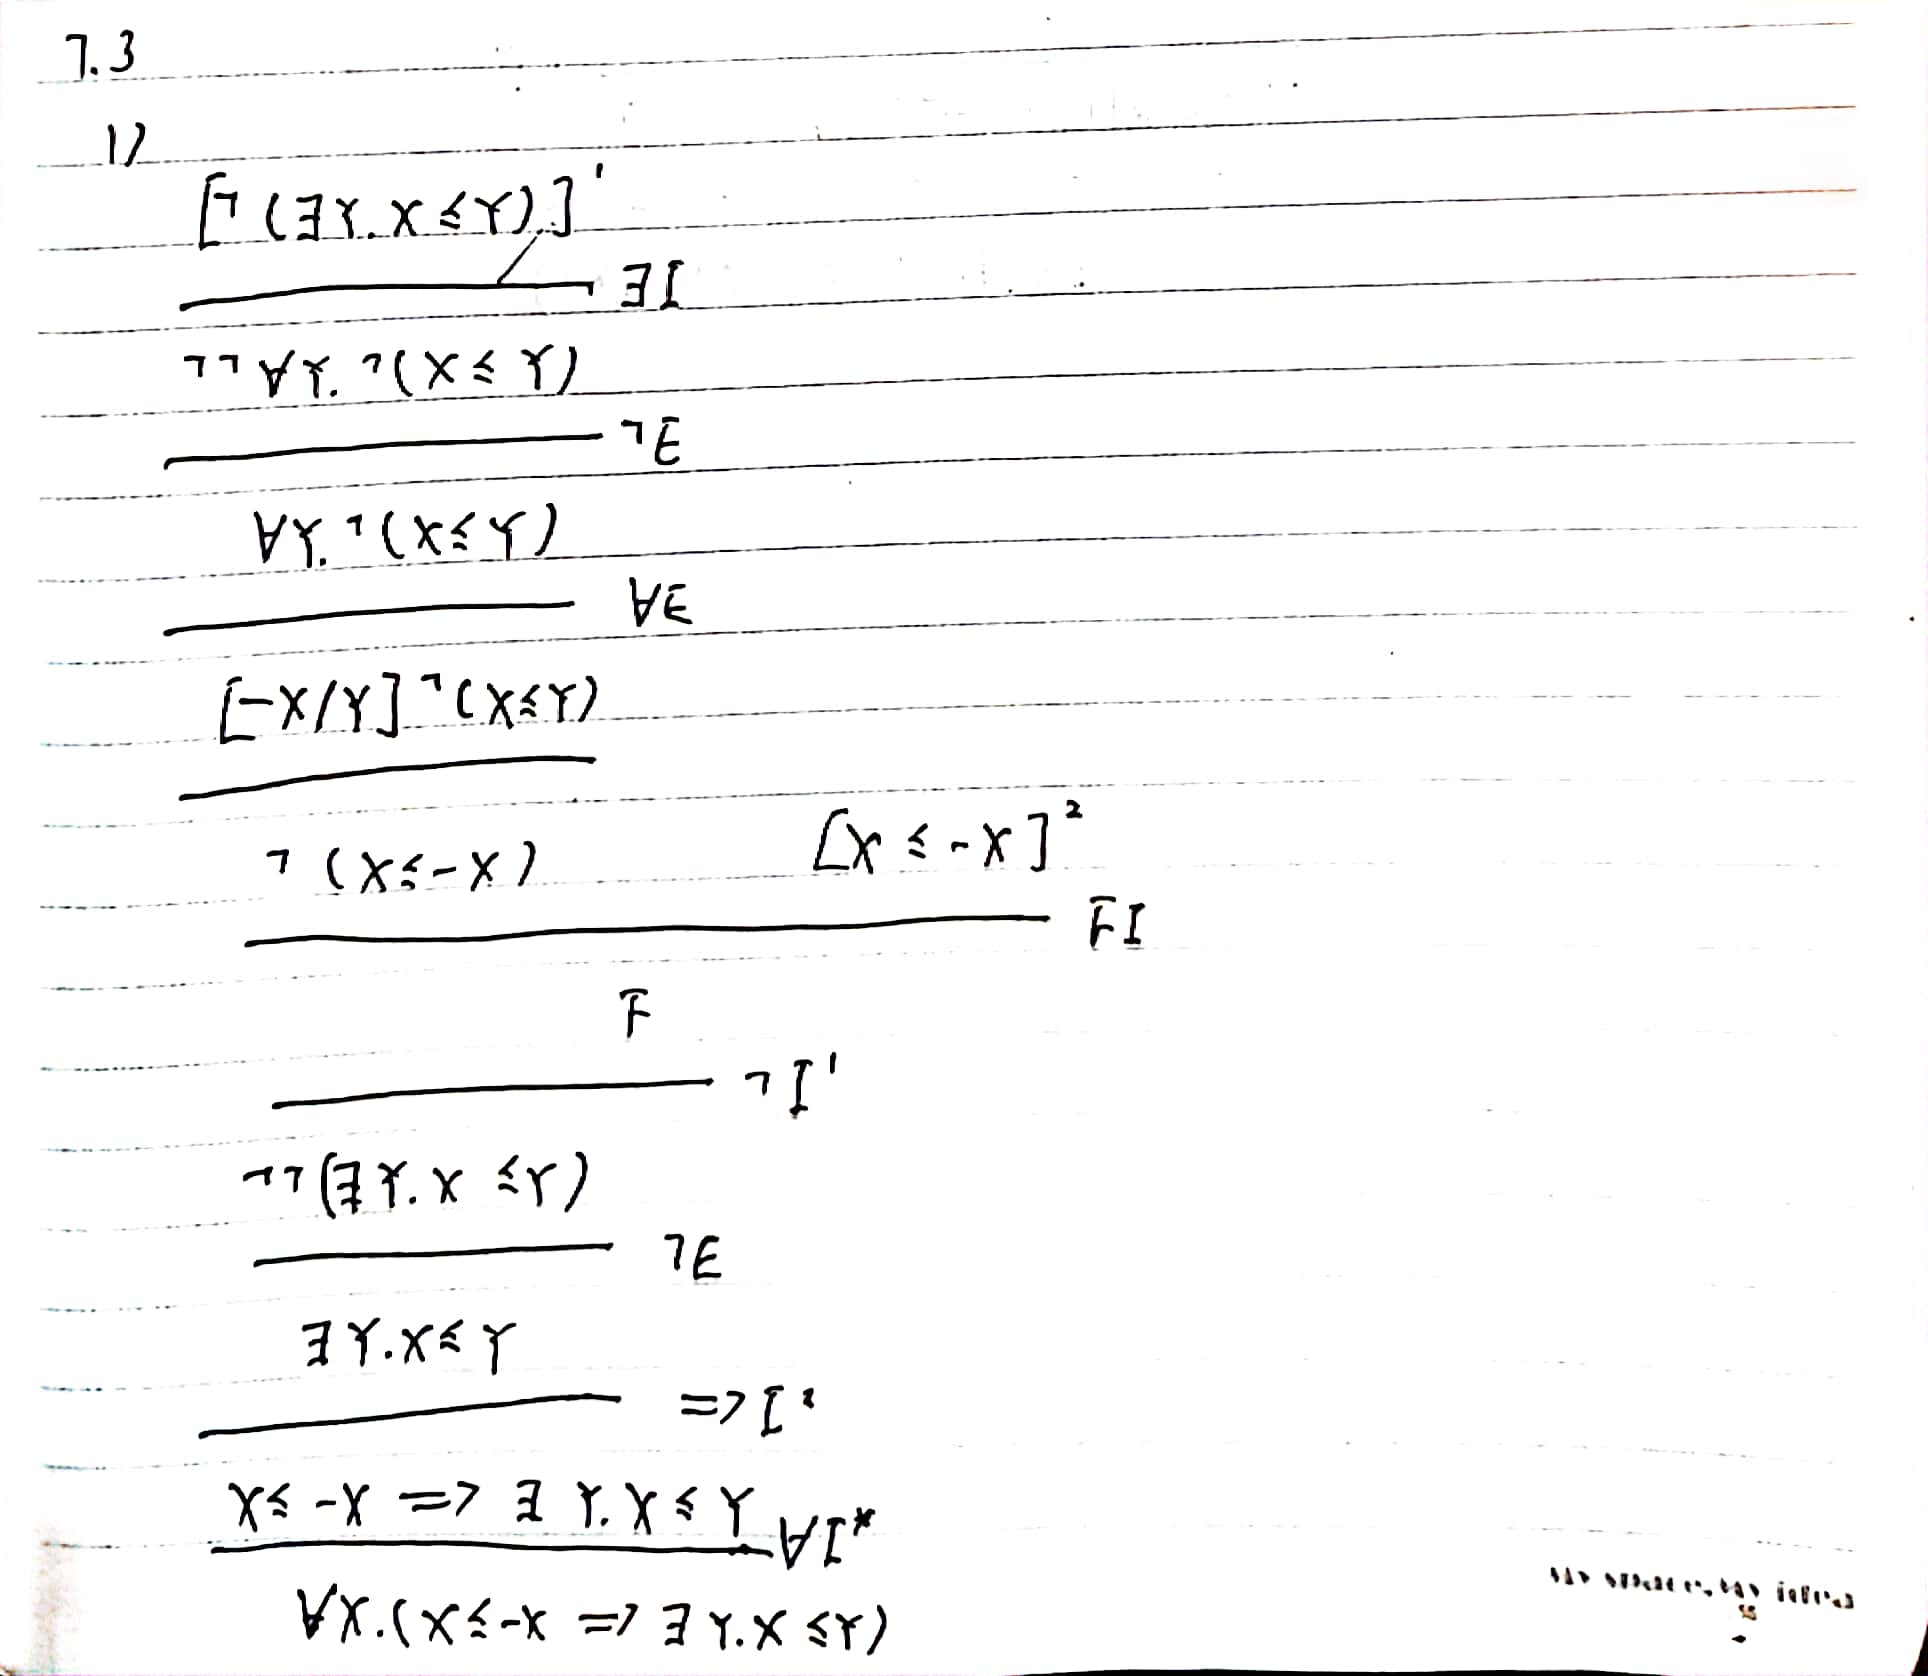 7.3
1)
[¬(∃Y.X≤Y)]¹
∃I
¬¬∀Y.¬(X≤Y)
¬E
∀Y.¬(X≤Y)
∀E
[-X/Y]¬(X≤Y)
¬(X≤-X) [X≤-X]²
FI
F
¬I¹
¬¬(∃Y.X≤Y)
¬E
∃Y.X≤Y
=>I²
X≤-X => ∃Y.X≤Y
∀I*
∀X.(X≤-X => ∃Y.X≤Y)